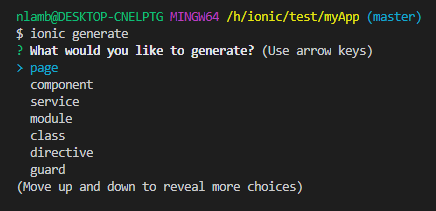 nlamb@DESKTOP-CNELPTG MINGW64 /h/ionic/test/myApp (master)
$ ionic generate
? What would you like to generate? (Use arrow keys)
> page
component
service
module
class
directive
guard
(Move up and down to reveal more choices)